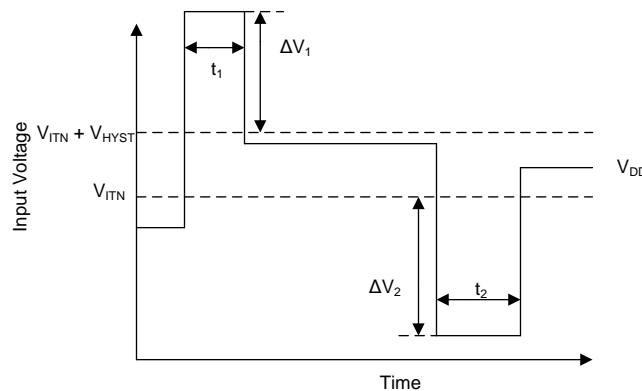 ΔV1
t1
VITN + VHYST
VDD
VITN
Input Voltage
ΔV2
t2
Time